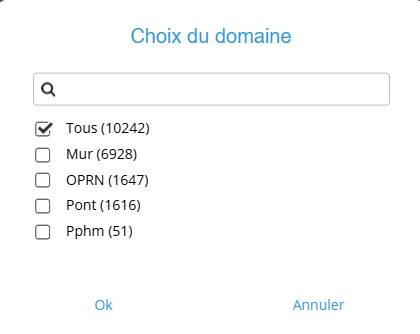 Choix du domaine
Tous (10242)
Mur (6928)
OPRN (1647)
Pont (1616)
Pphm (51)
Ok Annuler